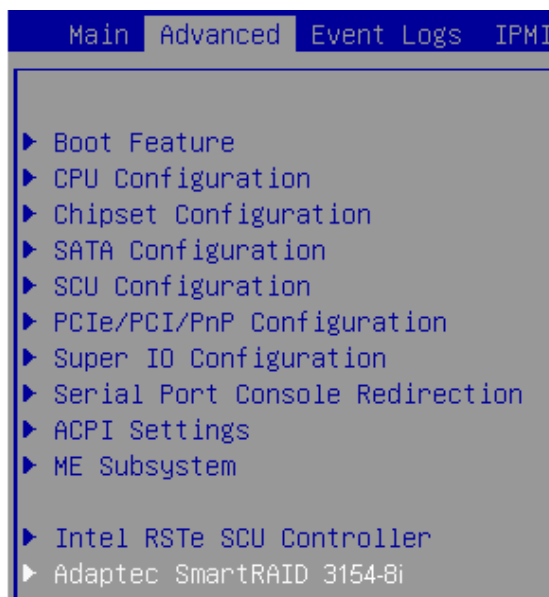 Main Advanced Event Logs IPMI
Boot Feature
CPU Configuration
Chipset Configuration
SATA Configuration
SCU Configuration
PCIe/PCI/PnP Configuration
Super IO Configuration
Serial Port Console Redirection
ACPI Settings
ME Subsystem
Intel RSTe SCU Controller
Adaptec SmartRAID 3154-8i